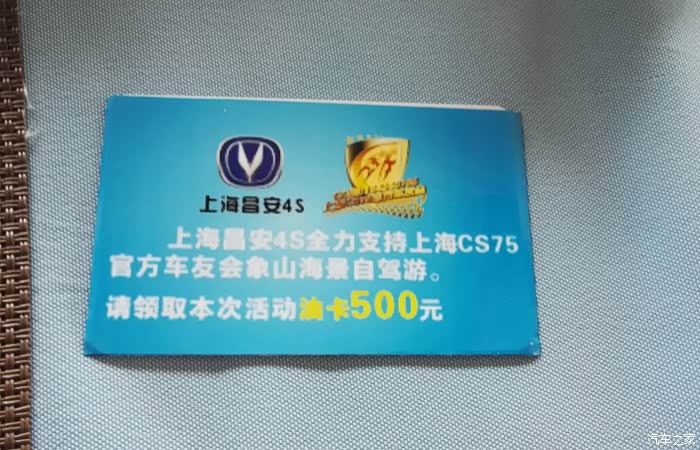 上海昌安4S
上海昌安4S全力支持上海CS75
官方车友会象山海景自驾游。
请领取本次活动油卡500元
汽车之家